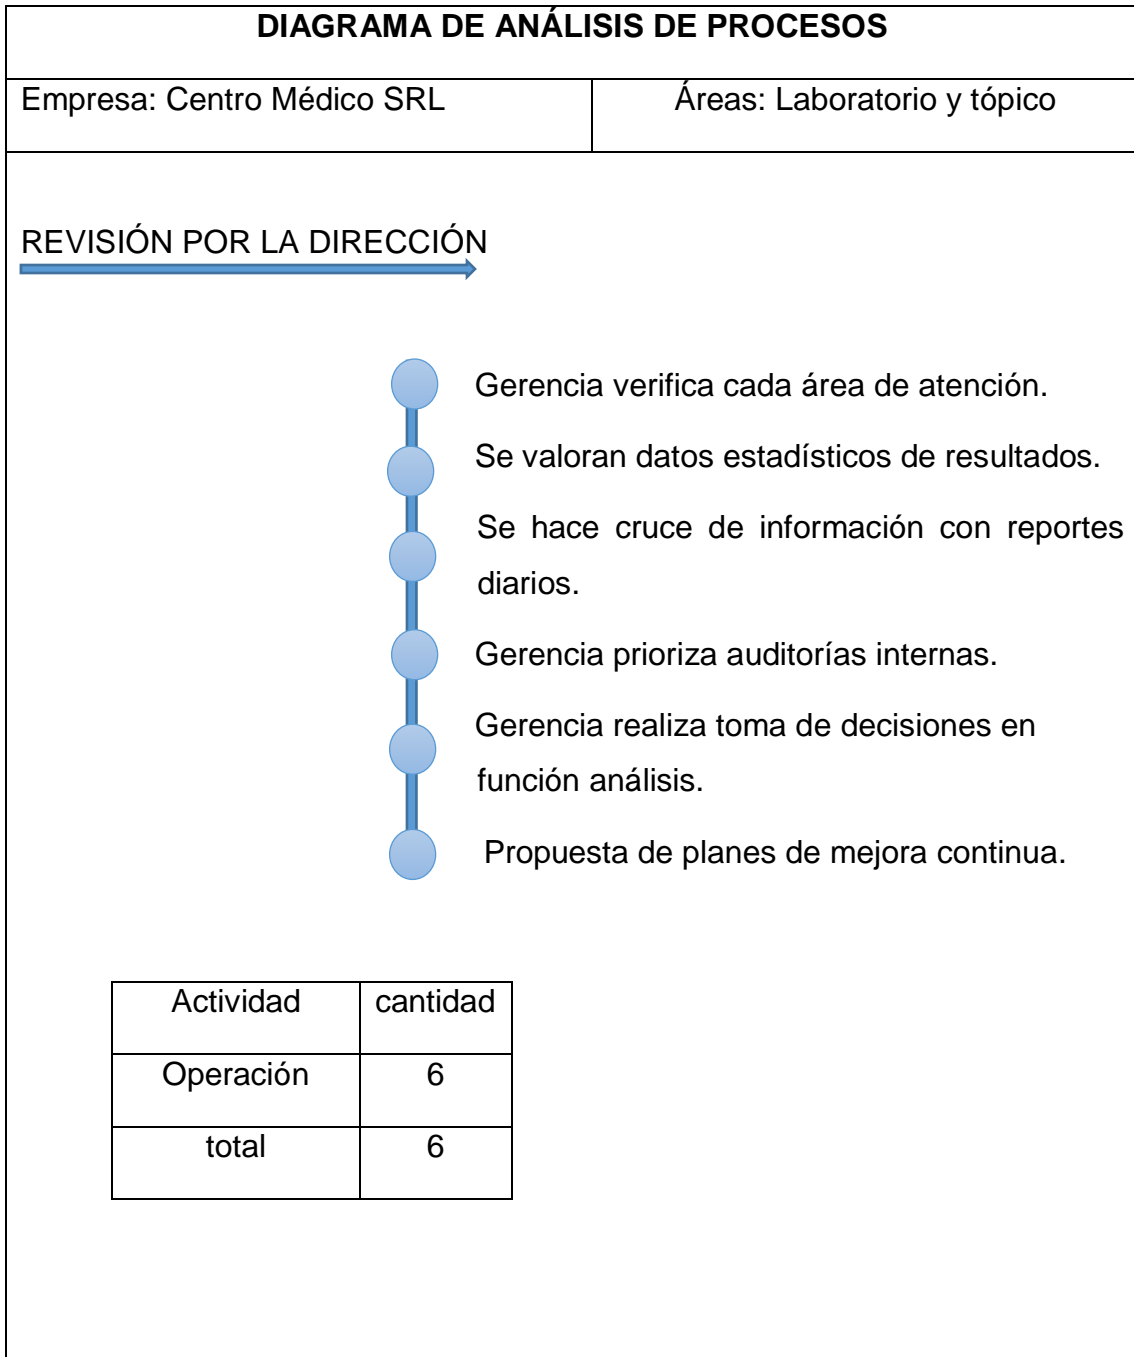 DIAGRAMA DE ANÁLISIS DE PROCESOS
Empresa: Centro Médico SRL
Áreas: Laboratorio y tópico
REVISIÓN POR LA DIRECCIÓN
Gerencia verifica cada área de atención.
Se valoran datos estadísticos de resultados.
Se hace cruce de información con reportes
diarios.
Gerencia prioriza auditorías internas.
Gerencia realiza toma de decisiones en
función análisis.
Propuesta de planes de mejora continua.
Actividad cantidad
Operación 6
total 6